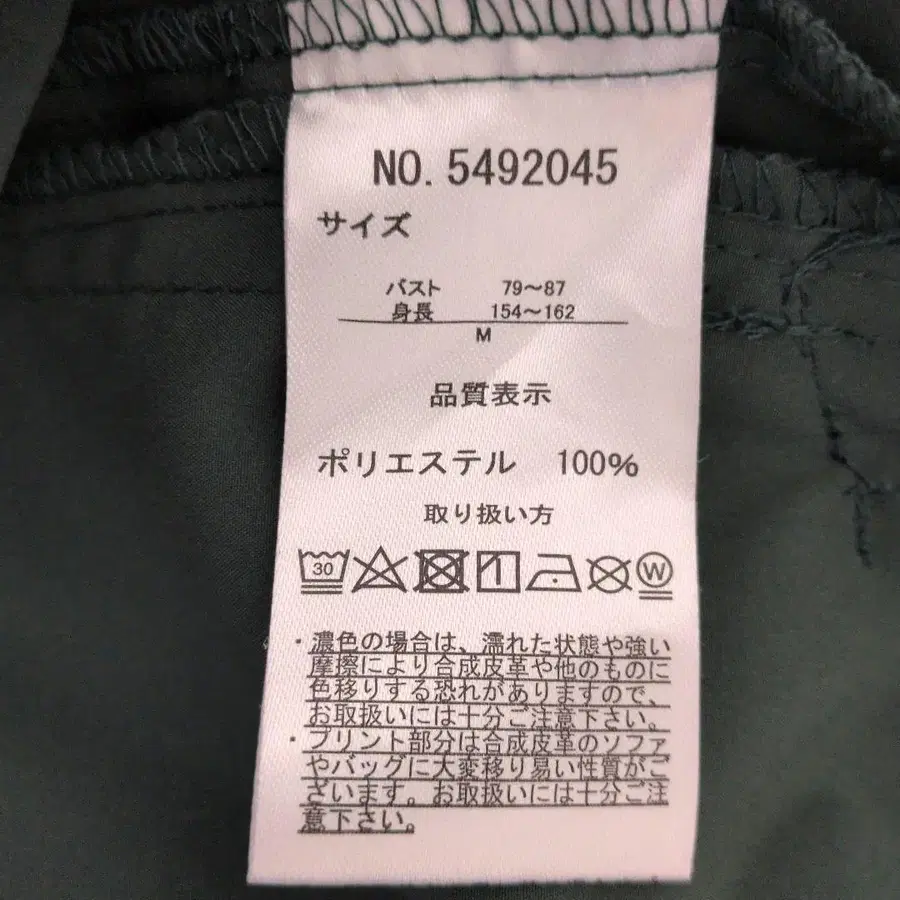 NO. 5492045
サイズ
バスト 79～87
身長 154～162
M
品質表示
ポリエステル 100%
取り扱い方
30 W
・濃色の場合は、濡れた状態や強い
摩擦により合成皮革や他のものに
色移りする恐れがありますので、
お取扱いには十分ご注意下さい。
・プリント部分は合成皮革のソファ
やバッグに大変移り易い性質がご
ざいます。お取扱いには十分ご注
意下さい。